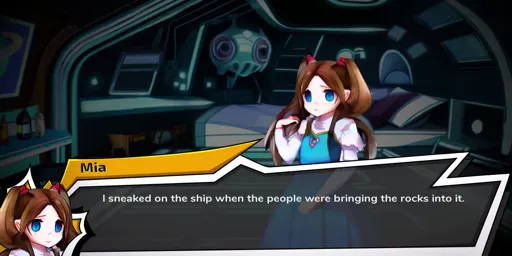 Mia
I sneaked on the ship when the people were bringing the rocks into it.